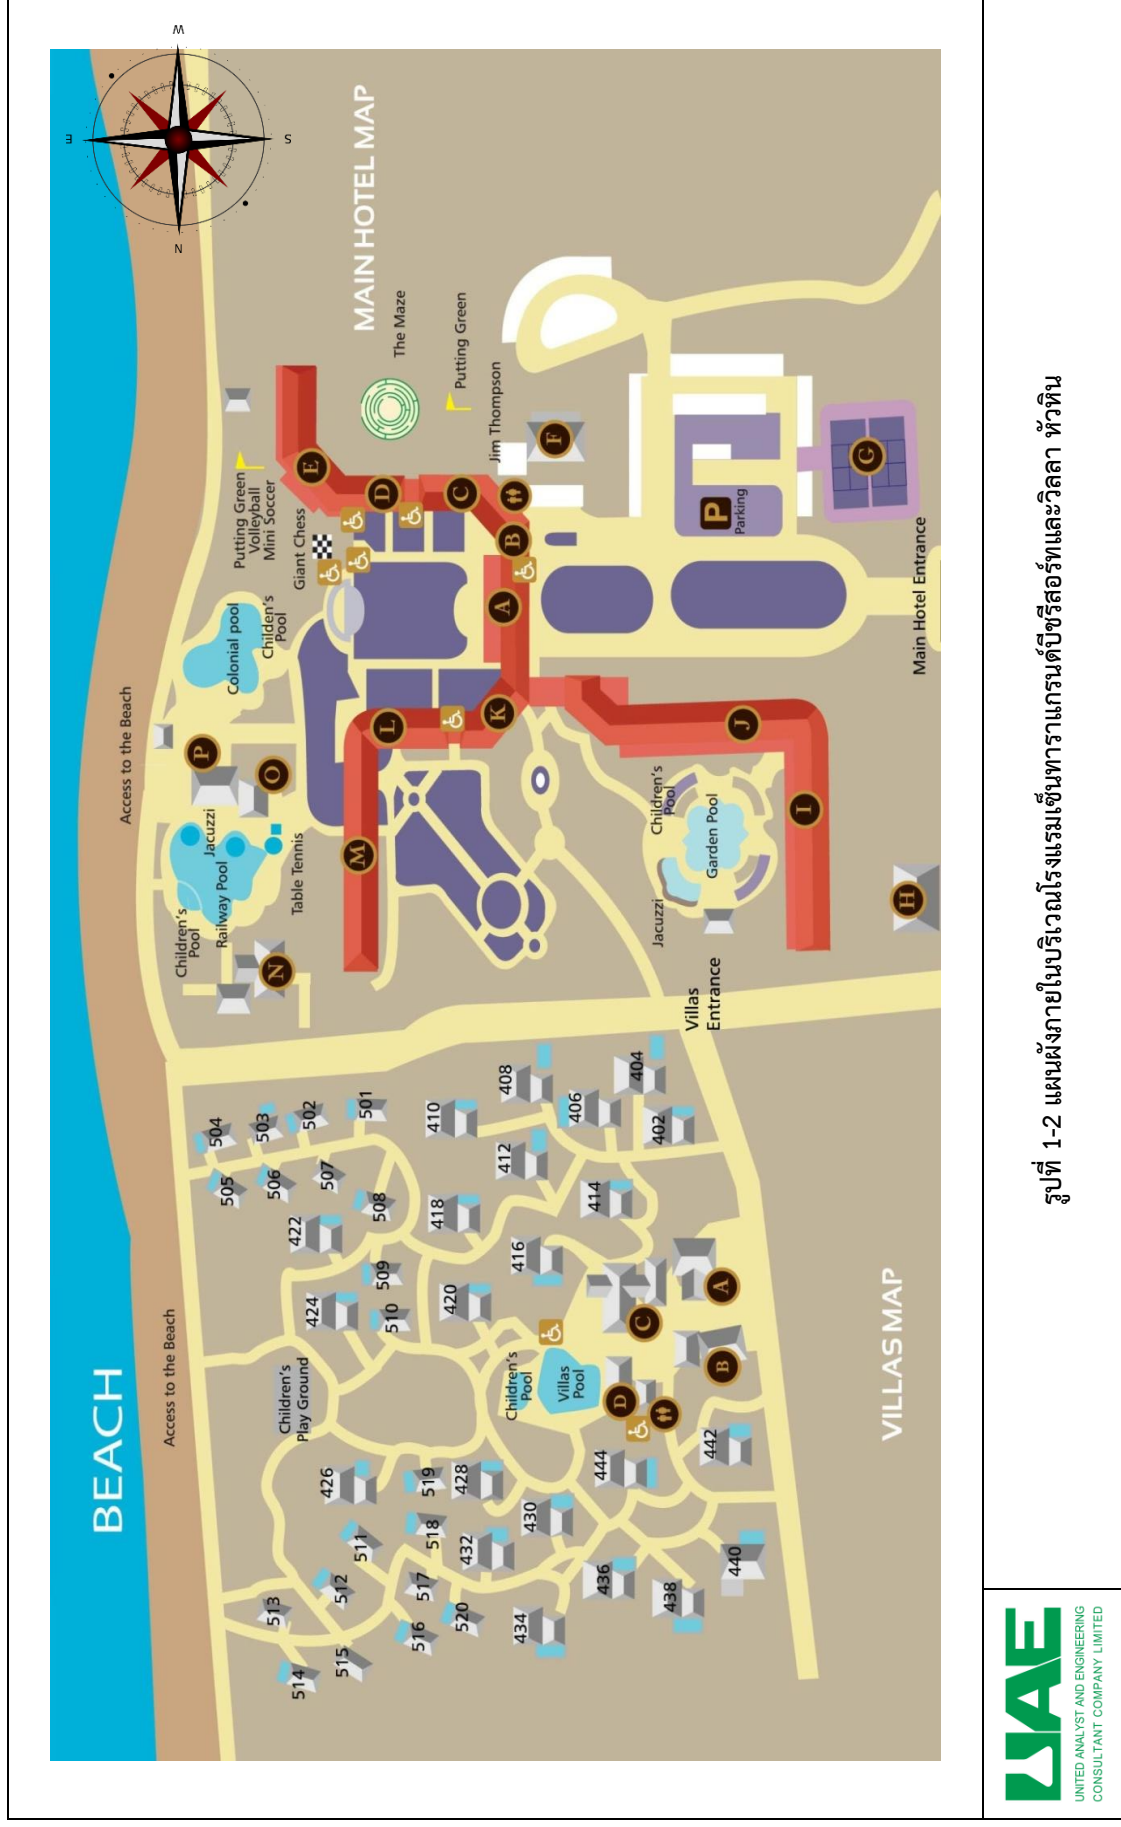 W
E
S
N
BEACH
MAIN HOTEL MAP
VILLAS MAP
Access to the Beach
Access to the Beach
The Maze
Putting Green
Jim Thompson
Putting Green
Volleyball
Mini Soccer
Giant Chess
Colonial pool
Childen's
Pool
P
O
Jacuzzi
Railway Pool
Children's
Pool
Table Tennis
N
E
D
C
B
A
F
G
P
Parking
Main Hotel Entrance
K
L
M
J
I
H
Children's
Pool
Garden Pool
Jacuzzi
Villas
Entrance
504
503
502
501
505
506
507
508
509
510
422
424
410
418
420
408
412
416
406
414
404
402
Children's
Play Ground
Children's
Pool
Villas
Pool
A
B
C
D
426
519
428
444
442
511
518
432
430
512
517
436
440
513
516
520
434
438
514
515
รูปที่ 1-2 แผนผังภายในบริเวณโรงแรมเซ็นทาราแกรนด์บีชรีสอร์ทและวิลลา หัวหิน
UAE
UNITED ANALYST AND ENGINEERING
CONSULTANT COMPANY LIMITED